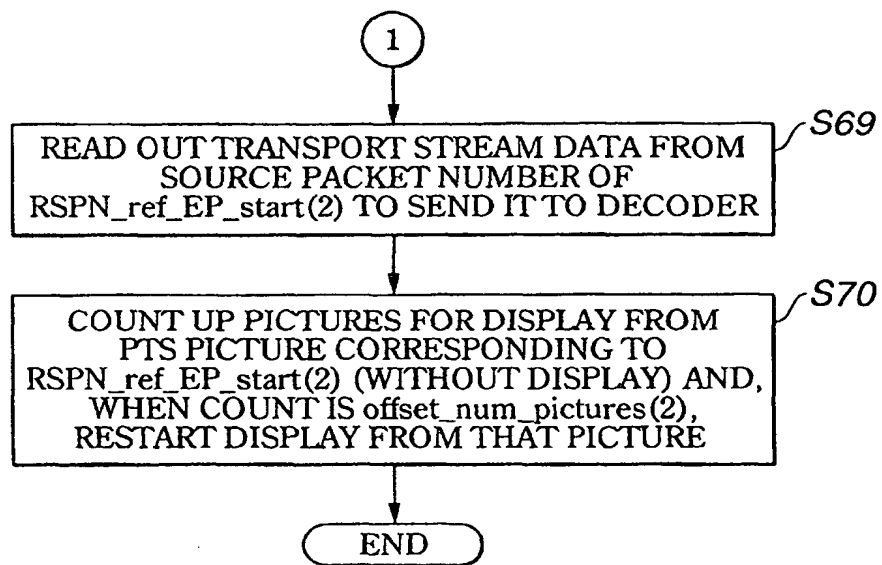 1
S69
READ OUT TRANSPORT STREAM DATA FROM
SOURCE PACKET NUMBER OF
RSPN_ref_EP_start(2) TO SEND IT TO DECODER
S70
COUNT UP PICTURES FOR DISPLAY FROM
PTS PICTURE CORRESPONDING TO
RSPN_ref_EP_start(2) (WITHOUT DISPLAY) AND,
WHEN COUNT IS offset_num_pictures(2),
RESTART DISPLAY FROM THAT PICTURE
END